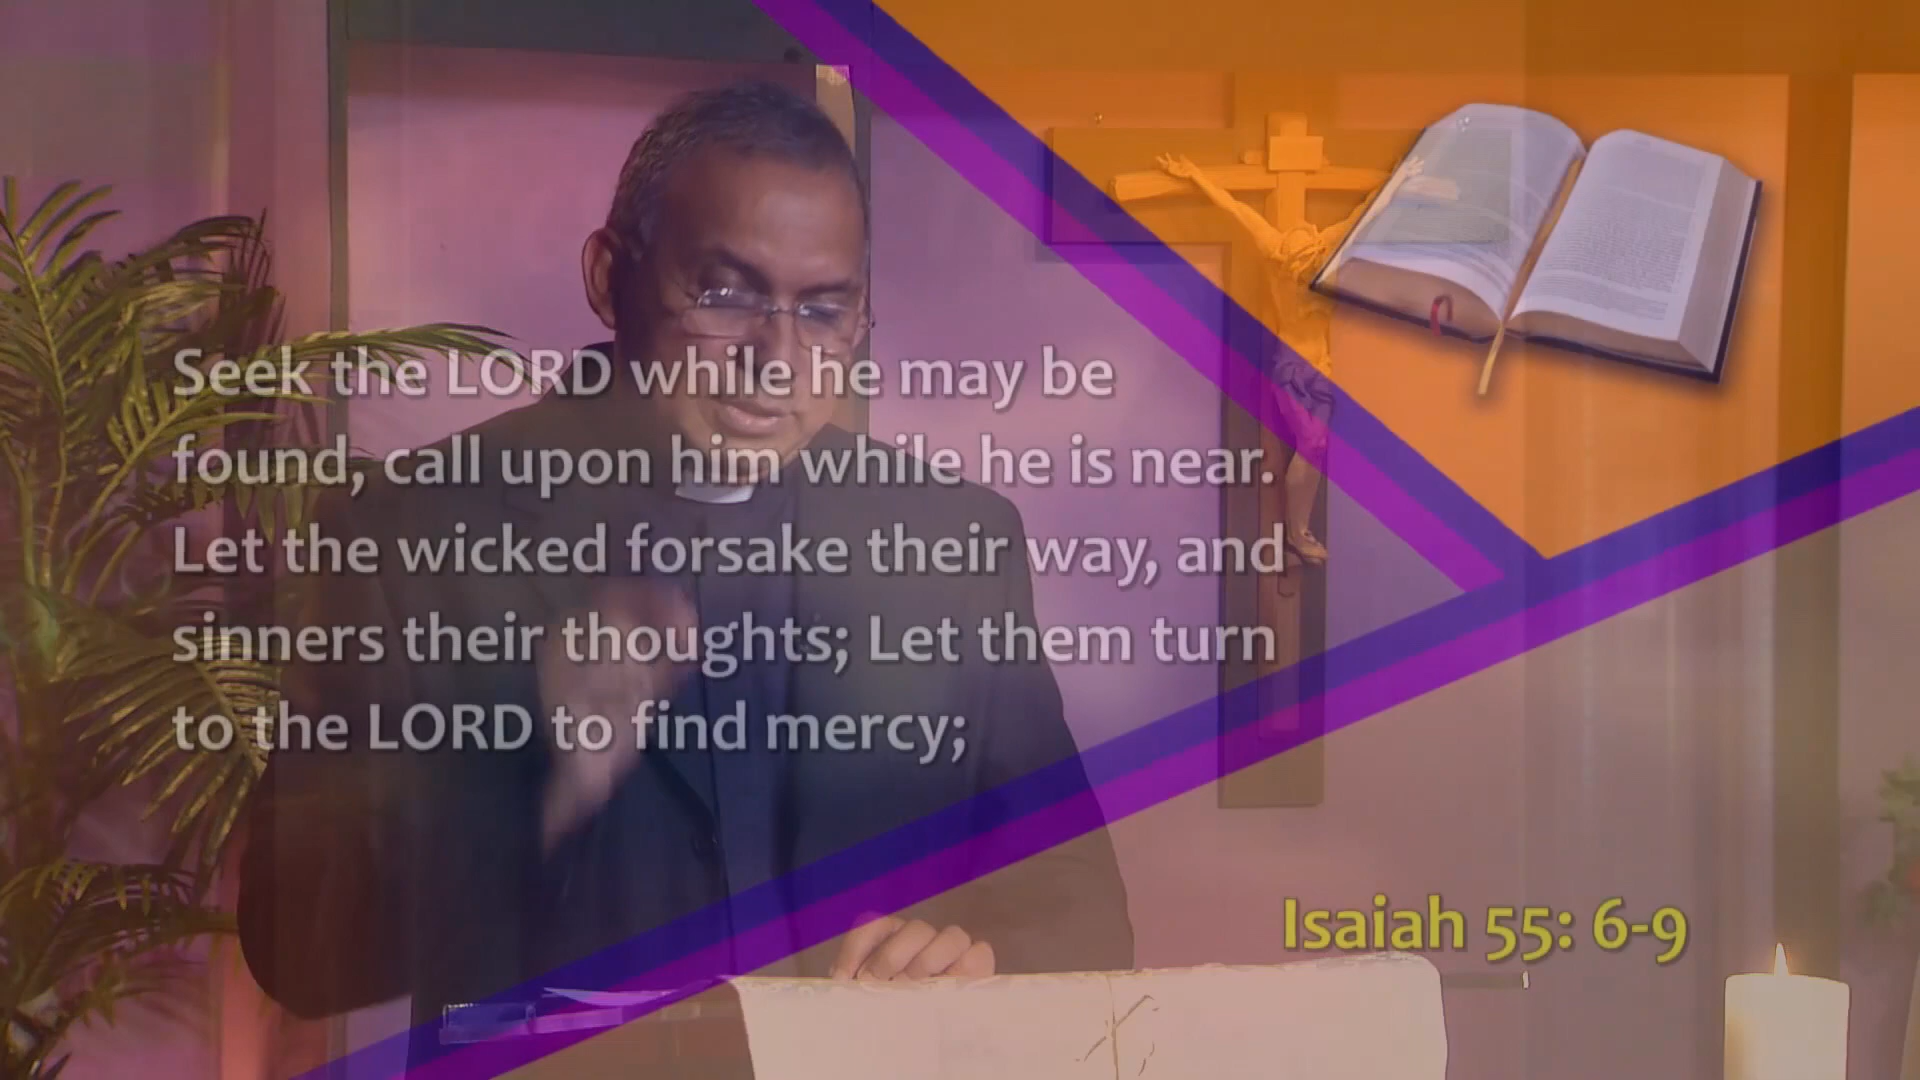 Seek the LORD while he may be
found, call upon him while he is near.
Let the wicked forsake their way, and
sinners their thoughts; Let them turn
to the LORD to find mercy;
Isaiah 55: 6-9